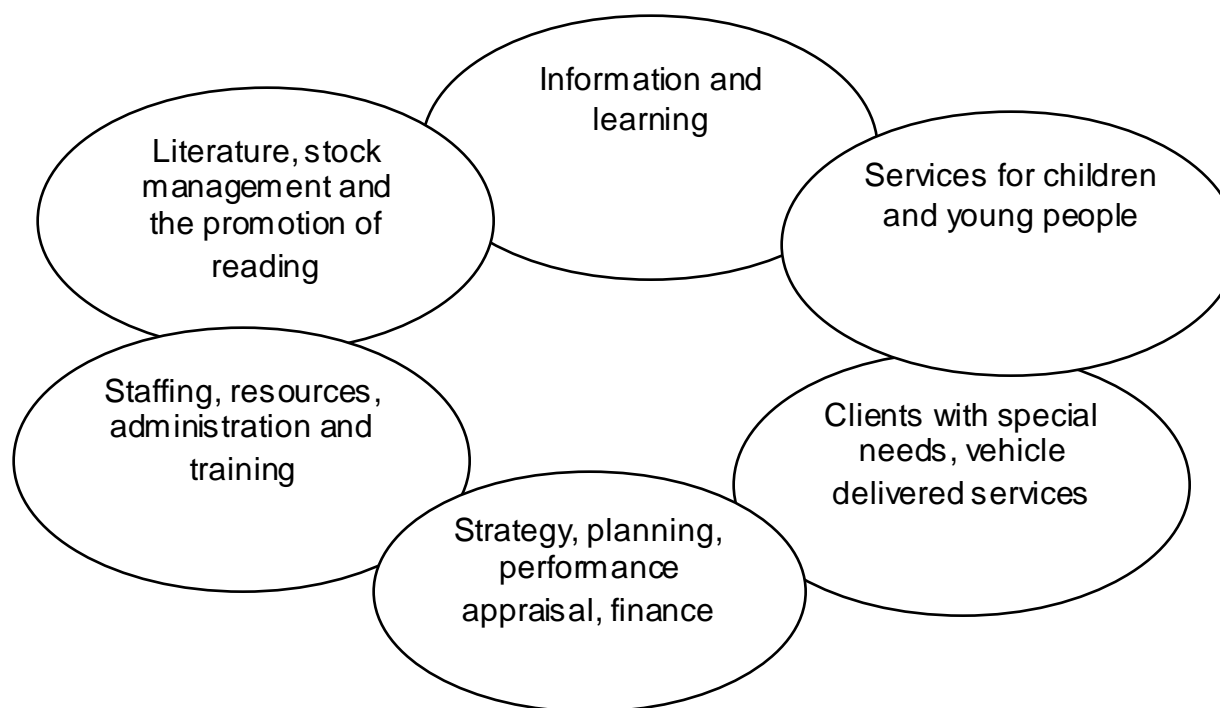 Information and
learning
Literature, stock
management and
the promotion of
reading
Services for children
and young people
Staffing, resources,
administration and
training
Clients with special
needs, vehicle
delivered services
Strategy, planning,
performance
appraisal, finance